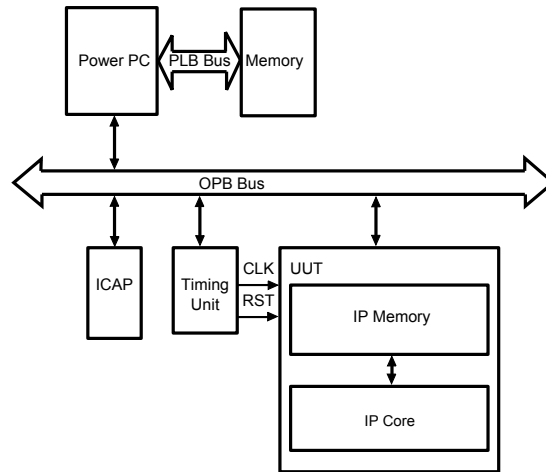 Power PC
PLB Bus
Memory
OPB Bus
ICAP
Timing
Unit
CLK
RST
UUT
IP Memory
IP Core